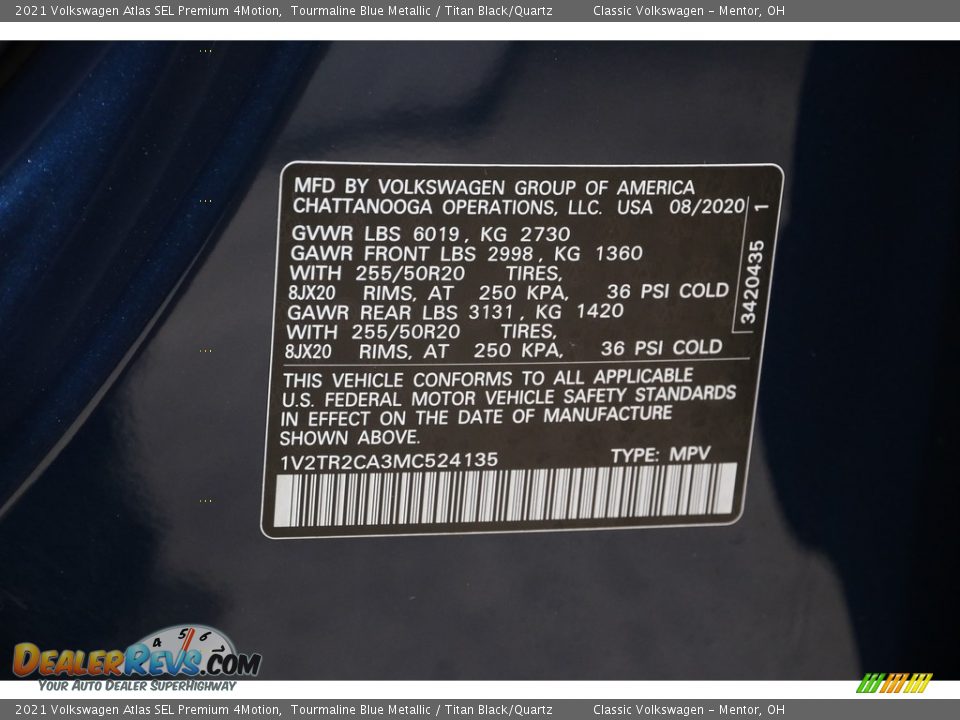 2021 Volkswagen Atlas SEL Premium 4Motion, Tourmaline Blue Metallic / Titan Black/Quartz Classic Volkswagen - Mentor, OH
MFD BY VOLKSWAGEN GROUP OF AMERICA
CHATTANOOGA OPERATIONS, LLC. USA 08/2020
GVWR LBS 6019, KG 2730
GAWR FRONT LBS 2998, KG 1360
WITH 255/50R20 TIRES,
8JX20 RIMS, AT 250 KPA, 36 PSI COLD
GAWR REAR LBS 3131, KG 1420
WITH 255/50R20 TIRES,
8JX20 RIMS, AT 250 KPA, 36 PSI COLD
3420435 1
THIS VEHICLE CONFORMS TO ALL APPLICABLE
U.S. FEDERAL MOTOR VEHICLE SAFETY STANDARDS
IN EFFECT ON THE DATE OF MANUFACTURE
SHOWN ABOVE.
1V2TR2CA3MC524135 TYPE: MPV
4 5 6 7
DealerRevs.com
Your Auto Dealer SuperHighway
2021 Volkswagen Atlas SEL Premium 4Motion, Tourmaline Blue Metallic / Titan Black/Quartz Classic Volkswagen - Mentor, OH